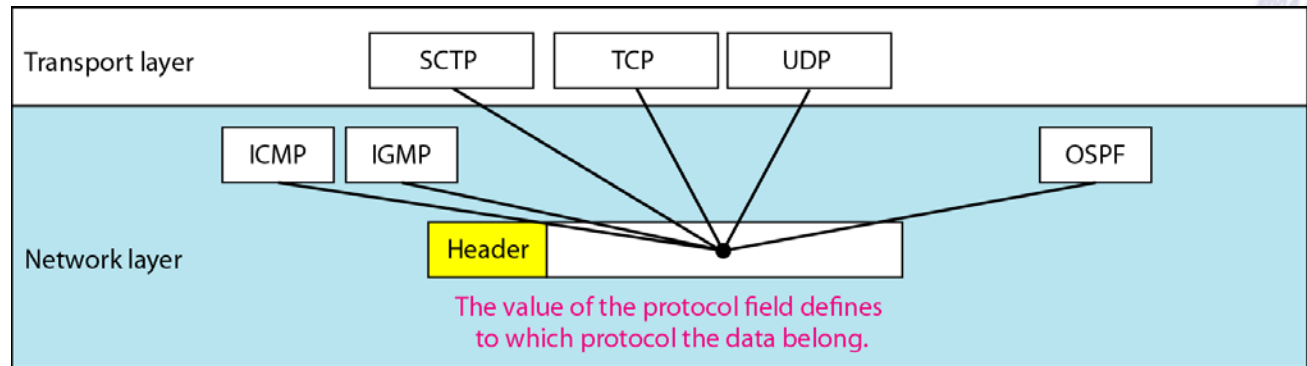 Transport layer
SCTP
TCP
UDP
ICMP
IGMP
OSPF
Network layer
Header
The value of the protocol field defines
to which protocol the data belong.